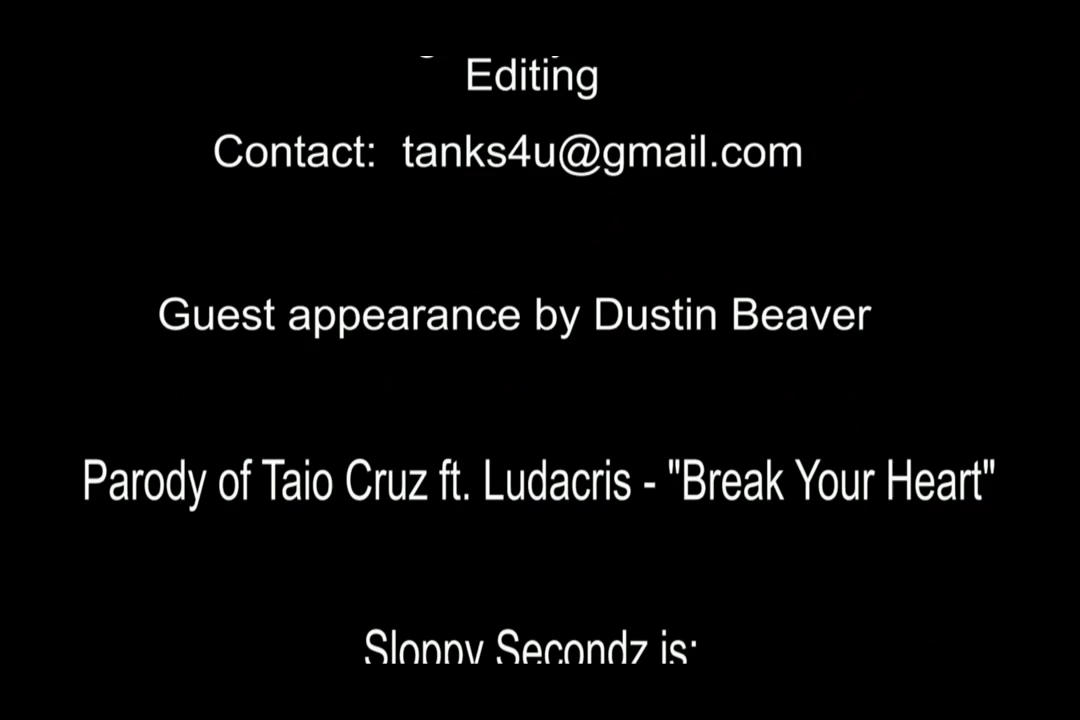 Editing
Contact: tanks4u@gmail.com
Guest appearance by Dustin Beaver
Parody of Taio Cruz ft. Ludacris - "Break Your Heart"
Sloppy Secondz is: